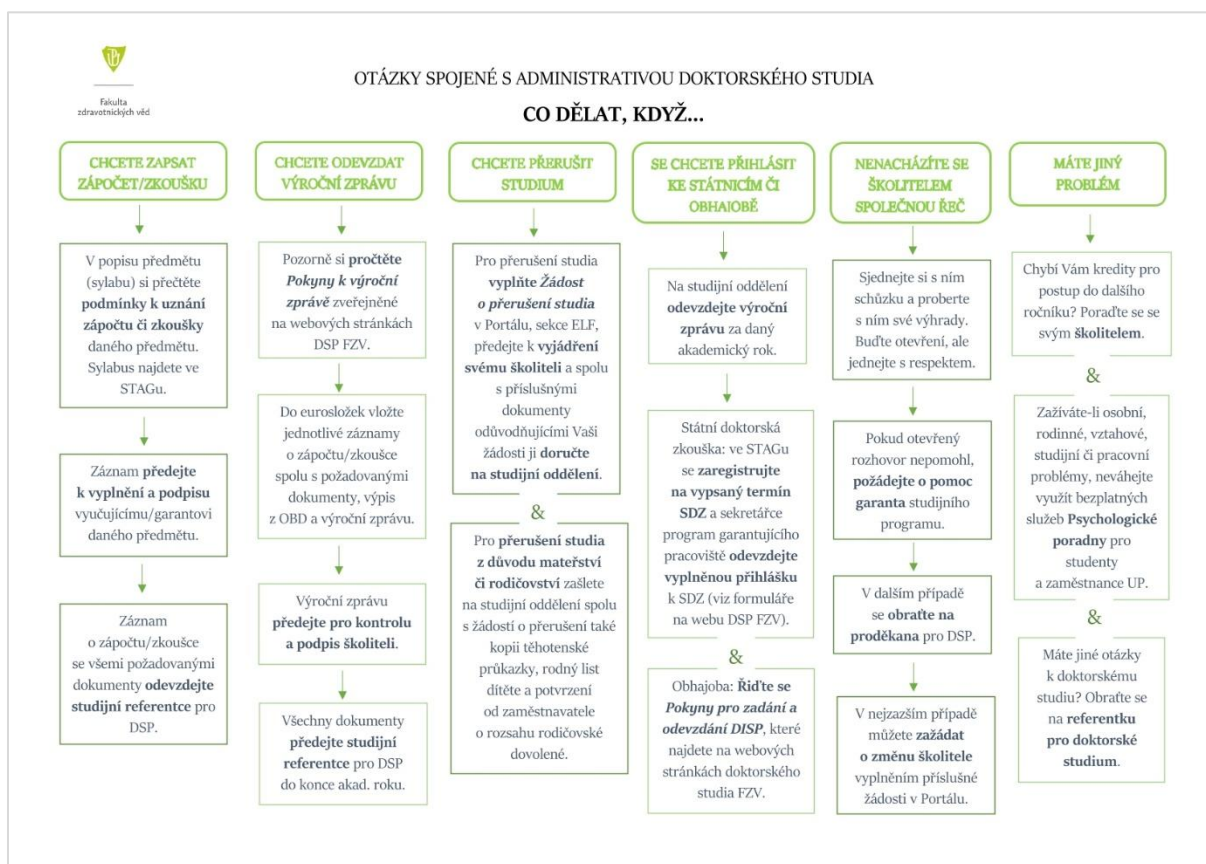 Fakulta
zdravotnických věd
OTÁZKY SPOJENÉ S ADMINISTRATIVOU DOKTORSKÉHO STUDIA
CO DĚLAT, KDYŽ...
CHCETE ZAPSAT
ZÁPOČET/ZKOUŠKU
V popisu předmětu
(sylabu) si přečtěte
podmínky k uznání
zápočtu či zkoušky
daného předmětu.
Sylabus najdete ve
STAGu.
Záznam předejte
k vyplnění a podpisu
vyučujícímu/garantovi
daného předmětu.
Záznam
o zápočtu/zkoušce
se všemi požadovanými
dokumenty odevzdejte
studijní referentce pro
DSP.
CHCETE ODEVZDAT
VÝROČNÍ ZPRÁVU
Pozorně si pročtěte
Pokyny k výroční
zprávě zveřejněné
na webových stránkách
DSP FZV.
Do eurosložek vložte
jednotlivé záznamy
o zápočtu/zkoušce
spolu s požadovanými
dokumenty, výpis
z OBD a výroční zprávu.
Výroční zprávu
předejte pro kontrolu
a podpis školiteli.
Všechny dokumenty
předejte studijní
referentce pro DSP
do konce akad. roku.
CHCETE PŘERUŠIT
STUDIUM
Pro přerušení studia
vyplňte Žádost
o přerušení studia
v Portálu, sekce ELF,
předejte k vyjádření
svému školiteli a spolu
s příslušnými
dokumenty
odůvodňujícími Vaši
žádosti ji doručte
na studijní oddělení.
&
Pro přerušení studia
z důvodu mateřství
či rodičovství zašlete
na studijní oddělení spolu
s žádostí o přerušení také
kopii těhotenské
průkazky, rodný list
dítěte a potvrzení
od zaměstnavatele
o rozsahu rodičovské
dovolené.
SE CHCETE PŘIHLÁSIT
KE STÁTNICÍM ČI
OBHAJOBĚ
Na studijní oddělení
odevzdejte výroční
zprávu za daný
akademický rok.
Státní doktorská
zkouška: ve STAGu
se zaregistrujte
na vypsaný termín
SDZ a sekretářce
program garantujícího
pracoviště odevzdejte
vyplněnou přihlášku
k SDZ (viz formuláře
na webu DSP FZV).
&
Obhajoba: Řiďte se
Pokyny pro zadání a
odevzdání DISP, které
najdete na webových
stránkách doktorského
studia FZV.
NENACHÁZÍTE SE
ŠKOLITELEM
SPOLEČNOU ŘEČ
Sjednejte si s ním
schůzku a proberte
s ním své výhrady.
Buďte otevření, ale
jednejte s respektem.
Pokud otevřený
rozhovor nepomohl,
požádejte o pomoc
garanta studijního
programu.
V dalším případě
se obraťte na
proděkana pro DSP.
V nejzazším případě
můžete zažádat
o změnu školitele
vyplněním příslušné
žádosti v Portálu.
MÁTE JINÝ
PROBLÉM
Chybí Vám kredity pro
postup do dalšího
ročníku? Poraďte se se
svým školitelem.
&
Zažíváte-li osobní,
rodinné, vztahové,
studijní či pracovní
problémy, neváhejte
využít bezplatných
služeb Psychologické
poradny pro
studenty
a zaměstnance UP.
&
Máte jiné otázky
k doktorskému
studiu? Obraťte se
na referentku
pro doktorské
studium.